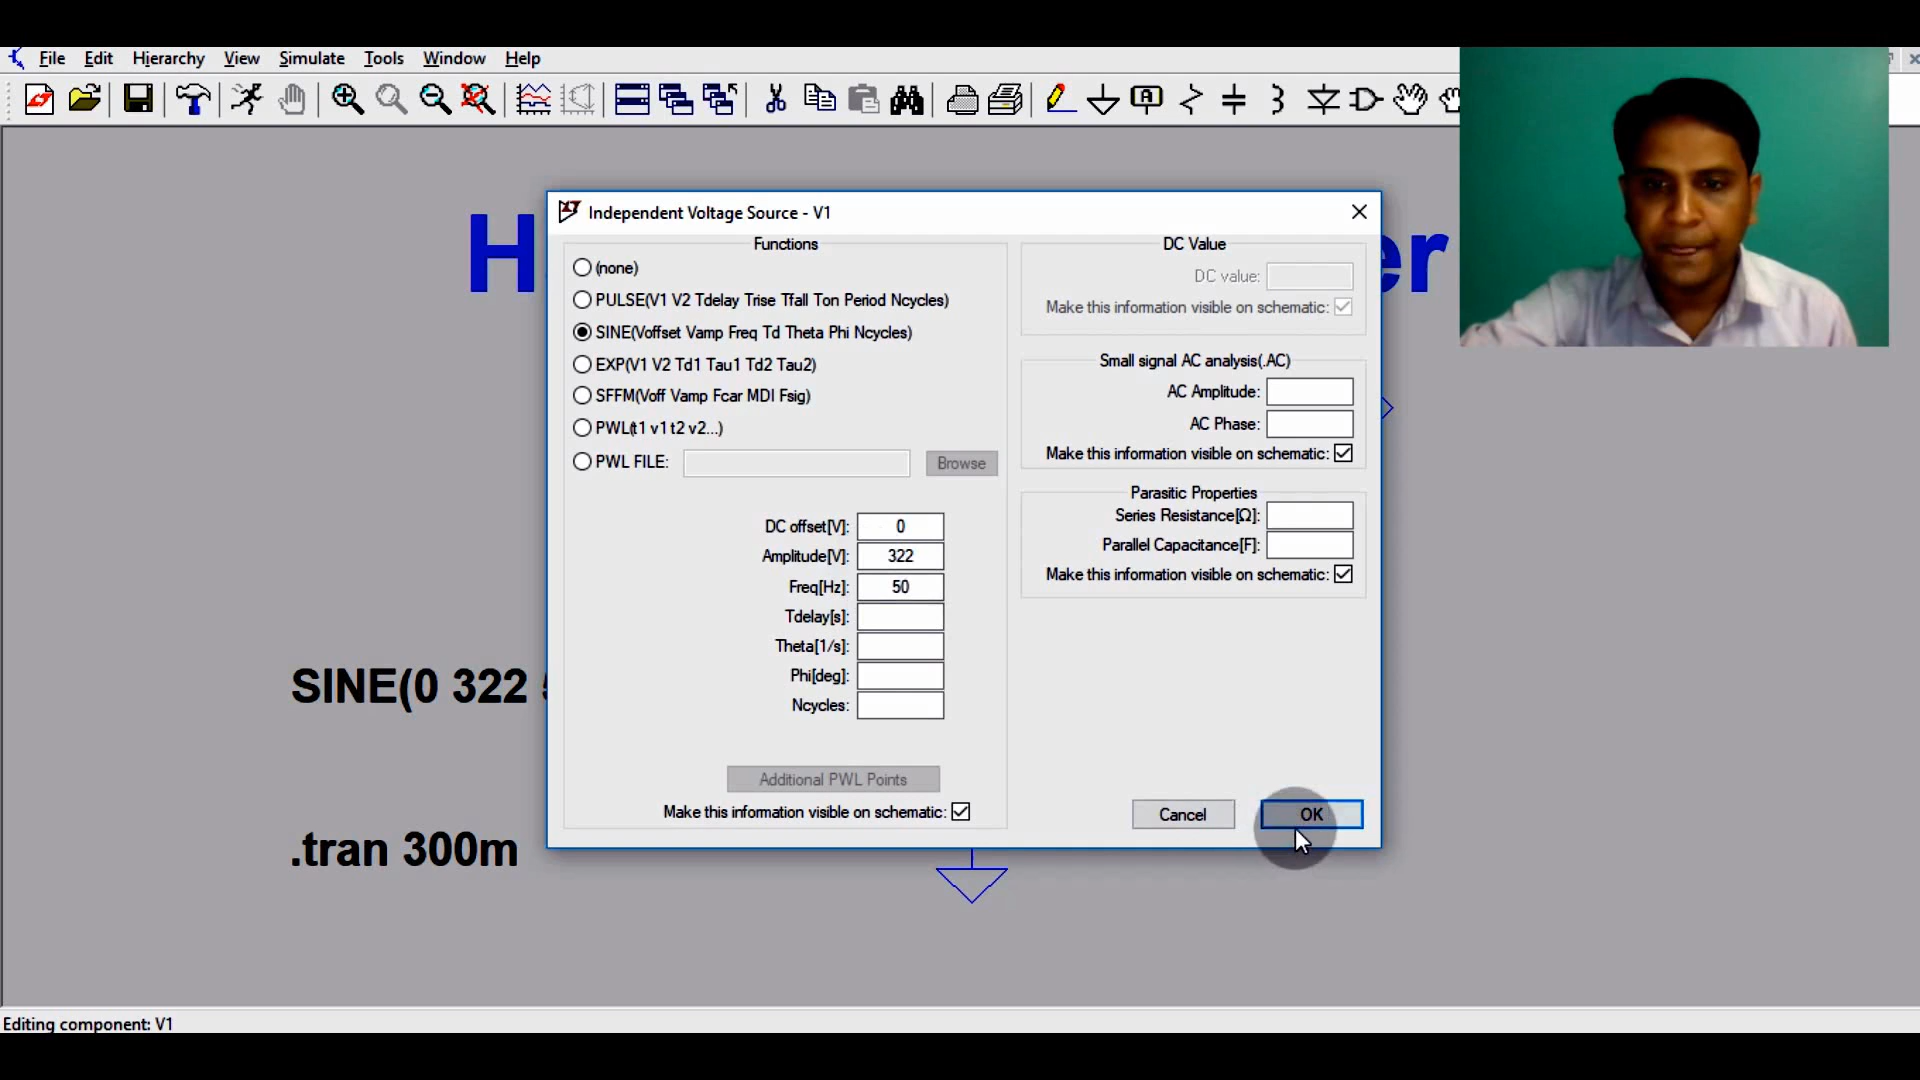 File Edit Hierarchy View Simulate Tools Window Help
H
er
Independent Voltage Source - V1
Functions
(none)
PULSE(V1 V2 Tdelay Trise Tfall Ton Period Ncycles)
SINE(Voffset Vamp Freq Td Theta Phi Ncycles)
EXP(V1 V2 Td1 Tau1 Td2 Tau2)
SFFM(Voff Vamp Fcar MDI Fsig)
PWL(t1 v1 t2 v2...)
PWL FILE:
Browse
DC offset[V]: 0
Amplitude[V]: 322
Freq[Hz]: 50
Tdelay[s]:
Theta[1/s]:
Phi[deg]:
Ncycles:
Additional PWL Points
Make this information visible on schematic:
DC Value
DC value:
Make this information visible on schematic:
Small signal AC analysis(.AC)
AC Amplitude:
AC Phase:
Make this information visible on schematic:
Parasitic Properties
Series Resistance[Ω]:
Parallel Capacitance[F]:
Make this information visible on schematic:
Cancel
OK
SINE(0 322
.tran 300m
Editing component: V1